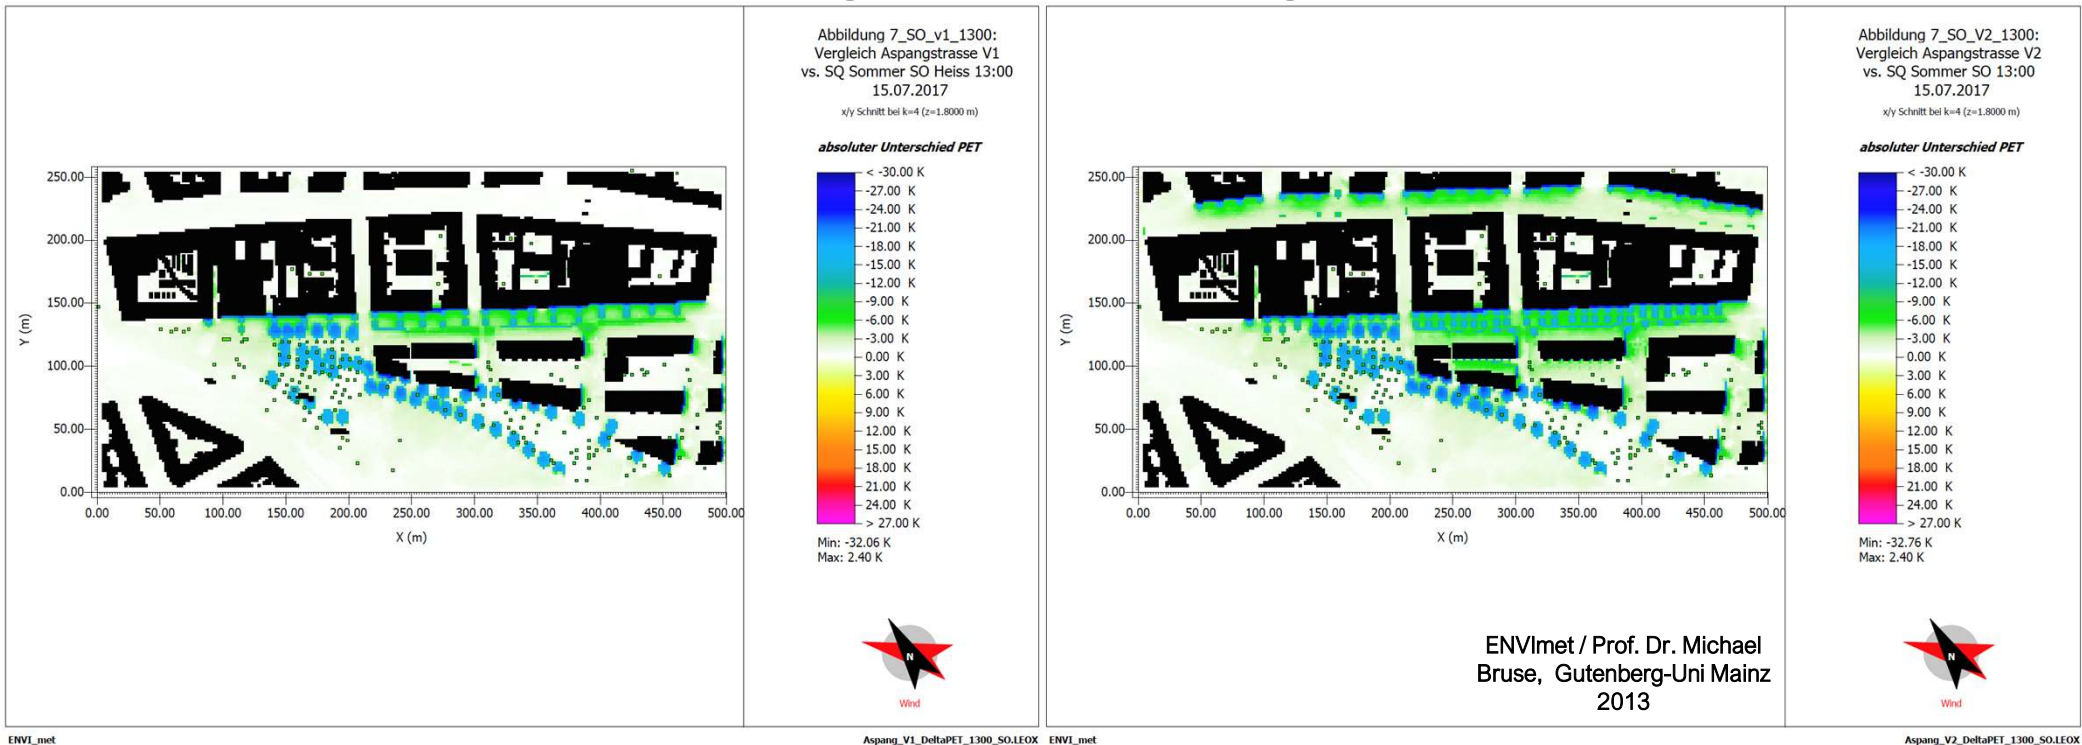 Abbildung 7_SO_v1_1300:
Vergleich Aspangstrasse V1
vs. SQ Sommer SO Heiss 13:00
15.07.2017
x/y Schnitt bei k=4 (z=1.8000 m)
absoluter Unterschied PET
< -30.00 K
-27.00 K
-24.00 K
-21.00 K
-18.00 K
-15.00 K
-12.00 K
-9.00 K
-6.00 K
-3.00 K
0.00 K
3.00 K
6.00 K
9.00 K
12.00 K
15.00 K
18.00 K
21.00 K
24.00 K
> 27.00 K
Min: -32.06 K
Max: 2.40 K
N
Wind
250.00
200.00
150.00
100.00
50.00
0.00
Y (m)
0.00 50.00 100.00 150.00 200.00 250.00 300.00 350.00 400.00 450.00 500.00
X (m)
ENVI_met
Aspang_V1_DeltaPET_1300_SO.LEOX
Abbildung 7_SO_V2_1300:
Vergleich Aspangstrasse V2
vs. SQ Sommer SO 13:00
15.07.2017
x/y Schnitt bei k=4 (z=1.8000 m)
absoluter Unterschied PET
< -30.00 K
-27.00 K
-24.00 K
-21.00 K
-18.00 K
-15.00 K
-12.00 K
-9.00 K
-6.00 K
-3.00 K
0.00 K
3.00 K
6.00 K
9.00 K
12.00 K
15.00 K
18.00 K
21.00 K
24.00 K
> 27.00 K
Min: -32.76 K
Max: 2.40 K
N
Wind
250.00
200.00
150.00
100.00
50.00
0.00
Y (m)
0.00 50.00 100.00 150.00 200.00 250.00 300.00 350.00 400.00 450.00 500.00
X (m)
ENVImet / Prof. Dr. Michael
Bruse, Gutenberg-Uni Mainz
2013
ENVI_met
Aspang_V2_DeltaPET_1300_SO.LEOX